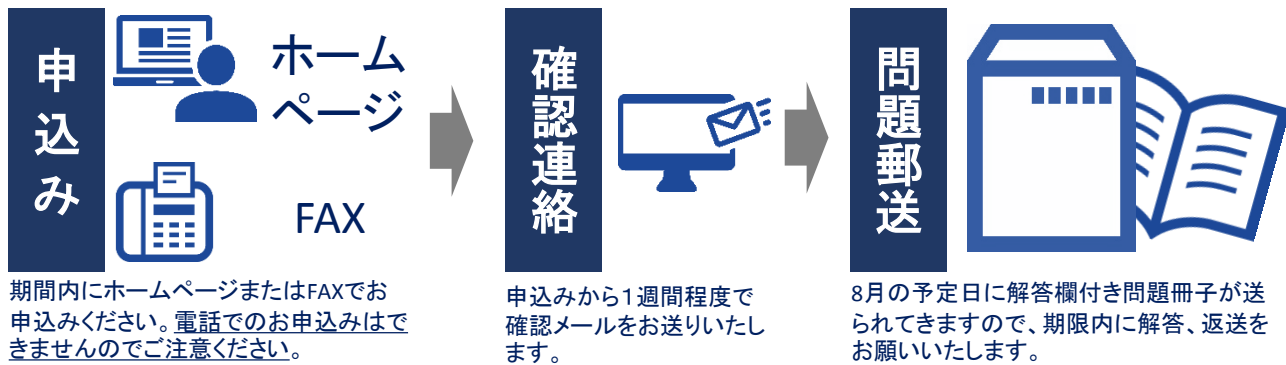 申込み
ホーム
ページ
FAX
期間内にホームページまたはFAXでお
申込みください。電話でのお申込みはで
きませんのでご注意ください。
確認連絡
申込みから1週間程度で
確認メールをお送りいたし
ます。
問題郵送
8月の予定日に解答欄付き問題冊子が送
られてきますので、期限内に解答、返送を
お願いいたします。